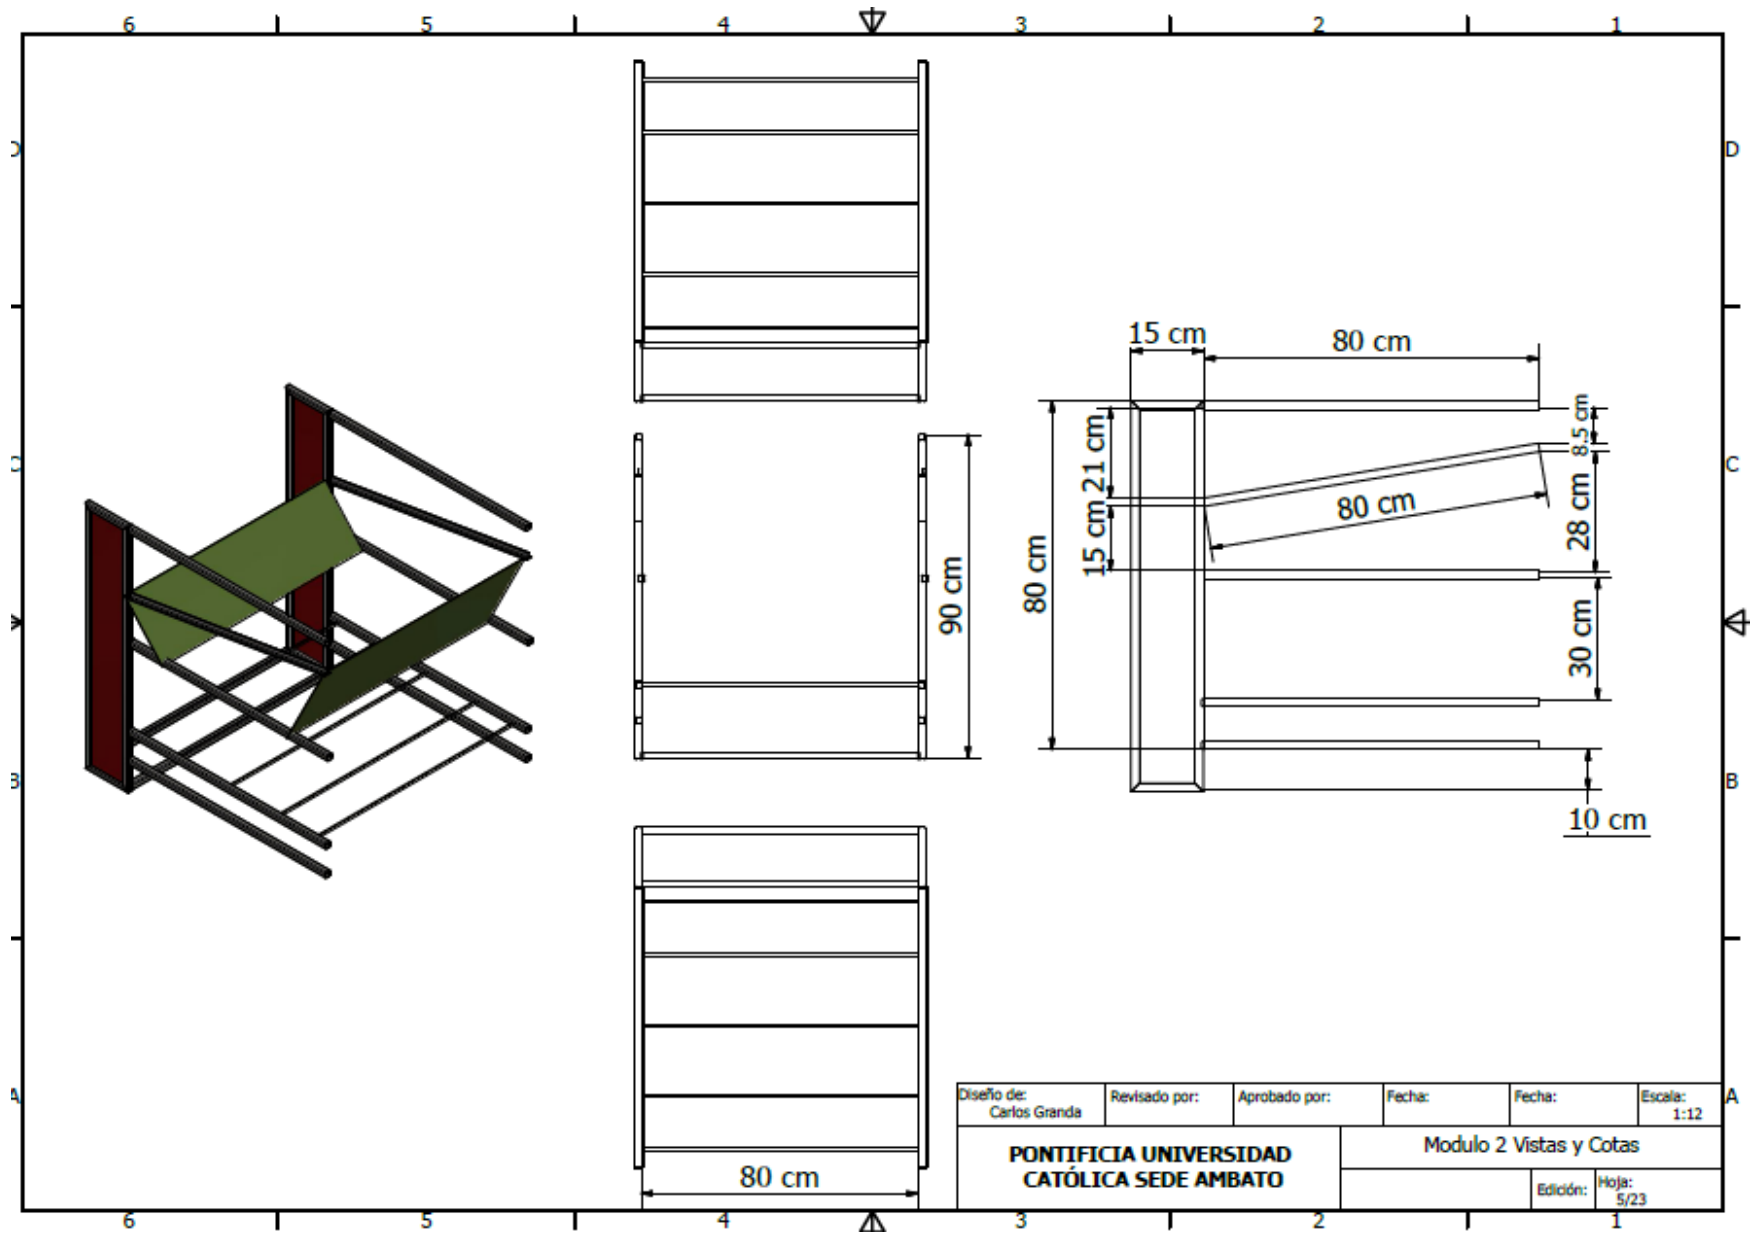 6 5 4 3 2 1
D D
C C
B B
A A
15 cm
80 cm
21 cm
15 cm
80 cm
80 cm
8.5 cm
28 cm
30 cm
10 cm
90 cm
80 cm
Diseño de:
Carlos Granda
Revisado por:
Aprobado por:
Fecha:
Fecha:
Escala:
1:12
PONTIFICIA UNIVERSIDAD
CATÓLICA SEDE AMBATO
Modulo 2 Vistas y Cotas
Edición:
Hoja:
5/23
6 5 4 3 2 1